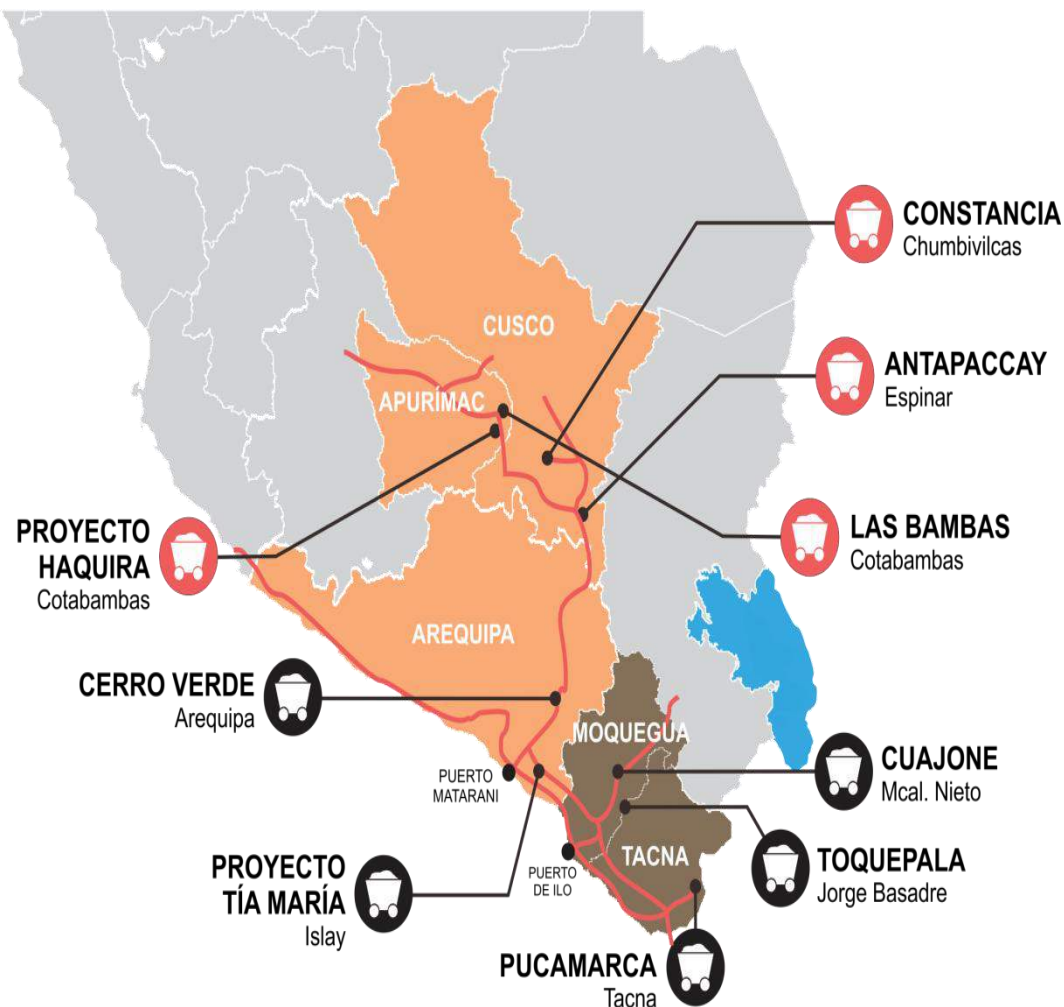 CONSTANCIA
Chumbivilcas
CUSCO
ANTAPACCAY
Espinar
APURÍMAC
PROYECTO
HAQUIRA
Cotabambas
LAS BAMBAS
Cotabambas
AREQUIPA
CERRO VERDE
Arequipa
MOQUEGUA
PUERTO
MATARANI
CUAJONE
Mcal. Nieto
PROYECTO
TÍA MARÍA
Islay
PUERTO
DE ILO
TACNA
TOQUEPALA
Jorge Basadre
PUCAMARCA
Tacna